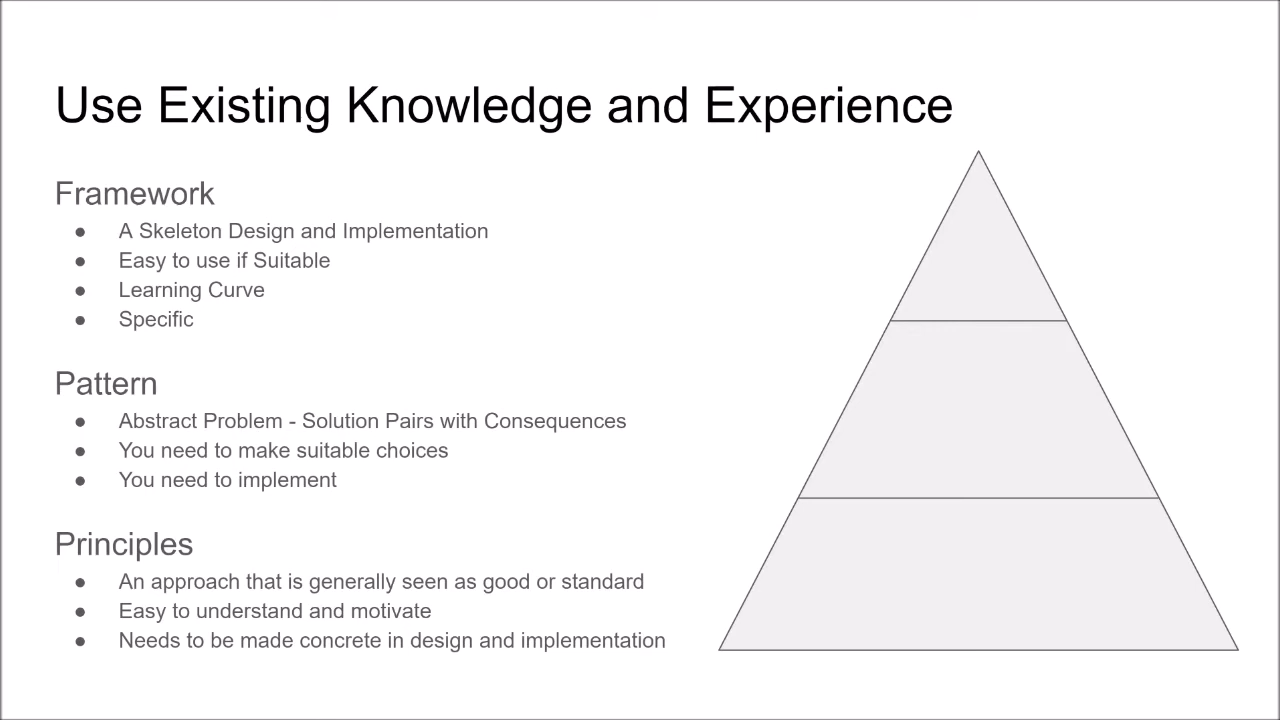 Use Existing Knowledge and Experience
Framework
● A Skeleton Design and Implementation
● Easy to use if Suitable
● Learning Curve
● Specific
Pattern
● Abstract Problem - Solution Pairs with Consequences
● You need to make suitable choices
● You need to implement
Principles
● An approach that is generally seen as good or standard
● Easy to understand and motivate
● Needs to be made concrete in design and implementation